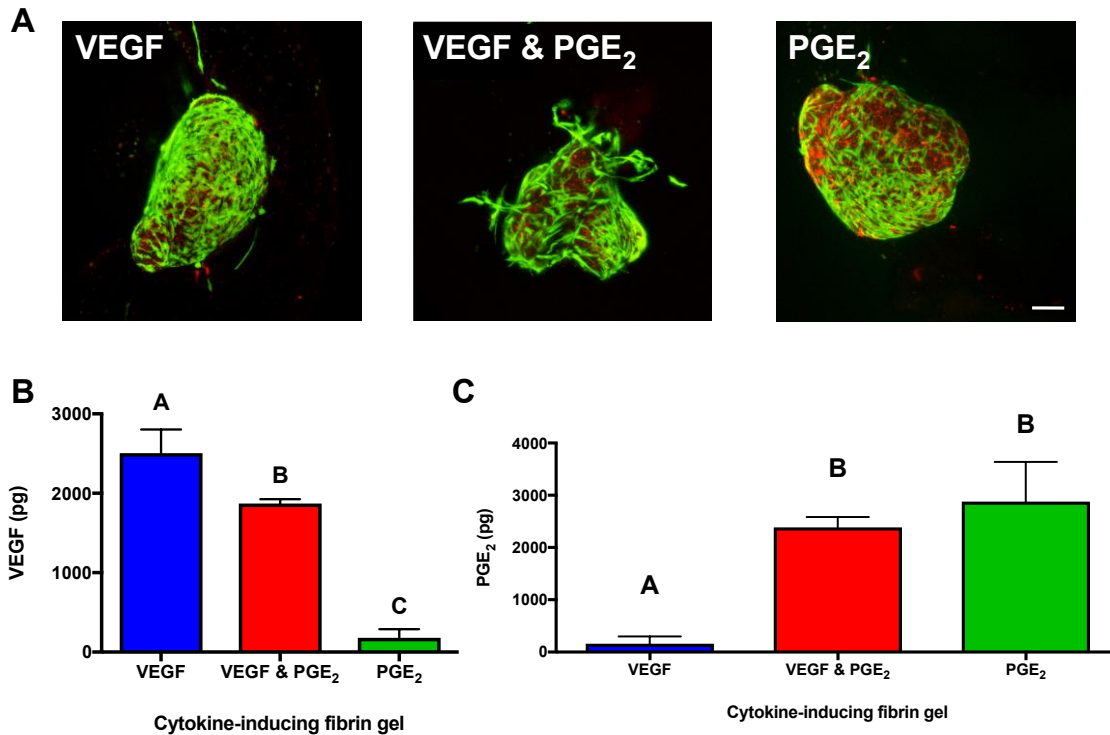 A
VEGF
VEGF & PGE₂
PGE₂
B
3000
2000
1000
0
VEGF (pg)
A
B
C
VEGF
VEGF & PGE₂
PGE₂
Cytokine-inducing fibrin gel
C
4000
3000
2000
1000
0
PGE₂ (pg)
A
B
B
VEGF
VEGF & PGE₂
PGE₂
Cytokine-inducing fibrin gel